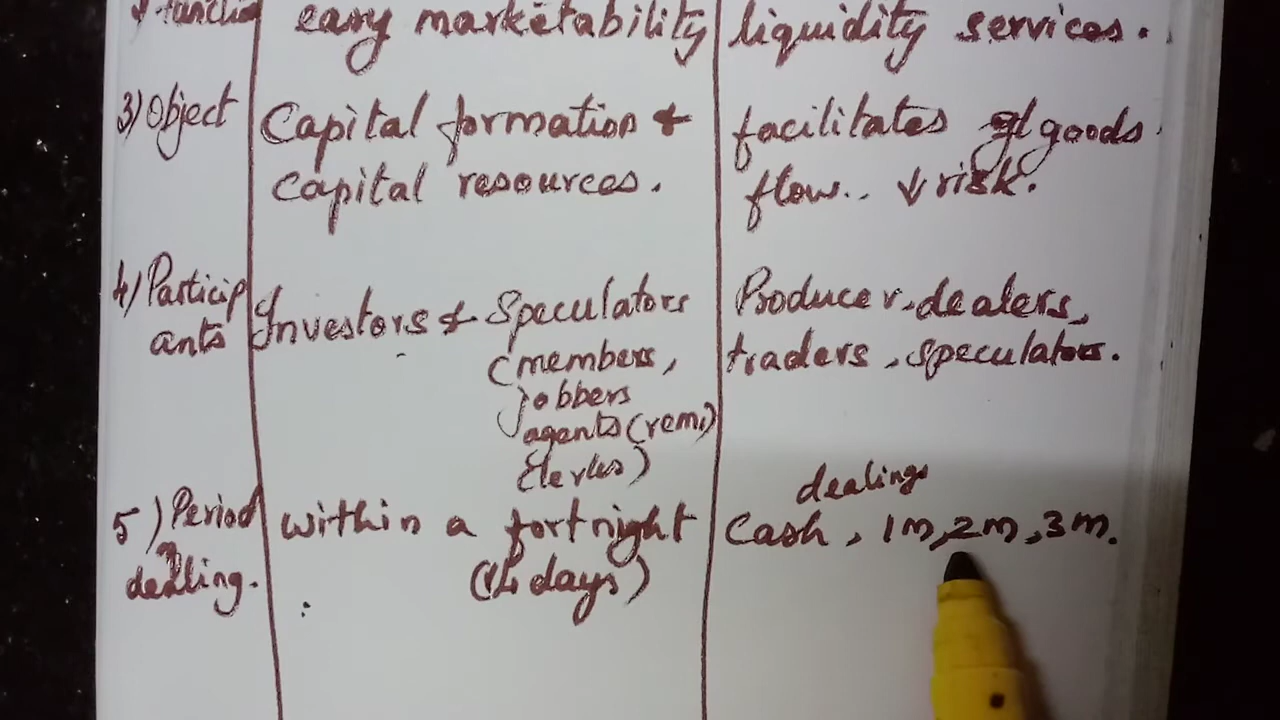 easy marketability liquidity services.
3) Object Capital formation & facilitates goods
capital resources. flow.. ↓ risk.
4) Particip Investors & Speculators Producer, dealers,
ants (members, traders, speculators.
jobbers
agents (remi
clerks)
dealings
5) Period within a fortnight Cash, 1m, 2m, 3m.
dealing. (14 days)